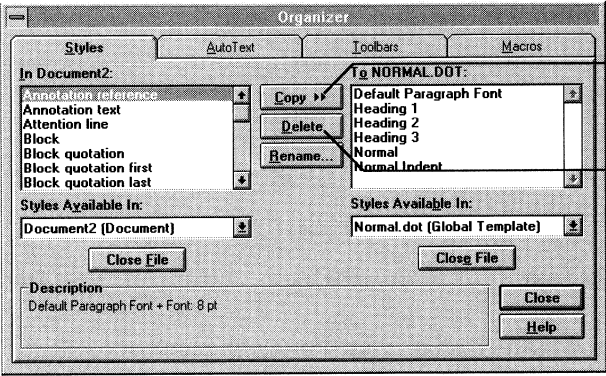 Organizer
Styles
AutoText
Toolbars
Macros
In Document2:
Annotation reference
Annotation text
Attention line
Block
Block quotation
Block quotation first
Block quotation last
Copy
Delete
Rename...
To NORMAL.DOT:
Default Paragraph Font
Heading 1
Heading 2
Heading 3
Normal
Normal Indent
Styles Available In:
Document2 (Document)
Close File
Styles Available In:
Normal.dot (Global Template)
Close File
Description
Default Paragraph Font + Font: 8 pt
Close
Help